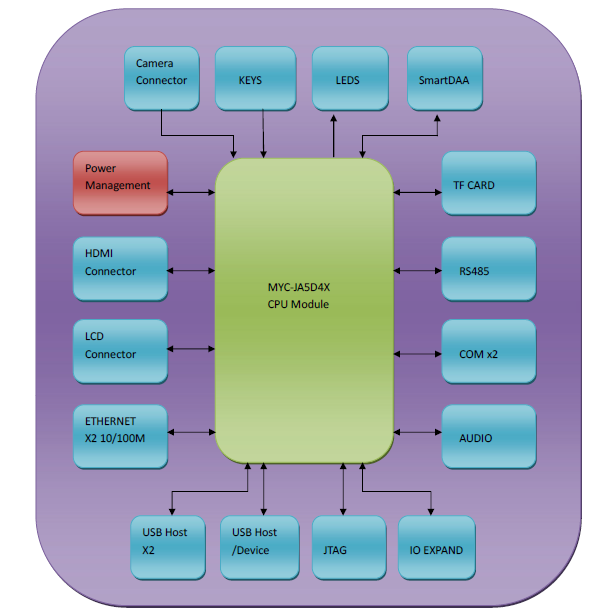 Camera
Connector
KEYS
LEDS
SmartDAA
Power
Management
TF CARD
HDMI
Connector
RS485
MYC-JA5D4X
CPU Module
LCD
Connector
COM x2
ETHERNET
X2 10/100M
AUDIO
USB Host
X2
USB Host
/Device
JTAG
IO EXPAND